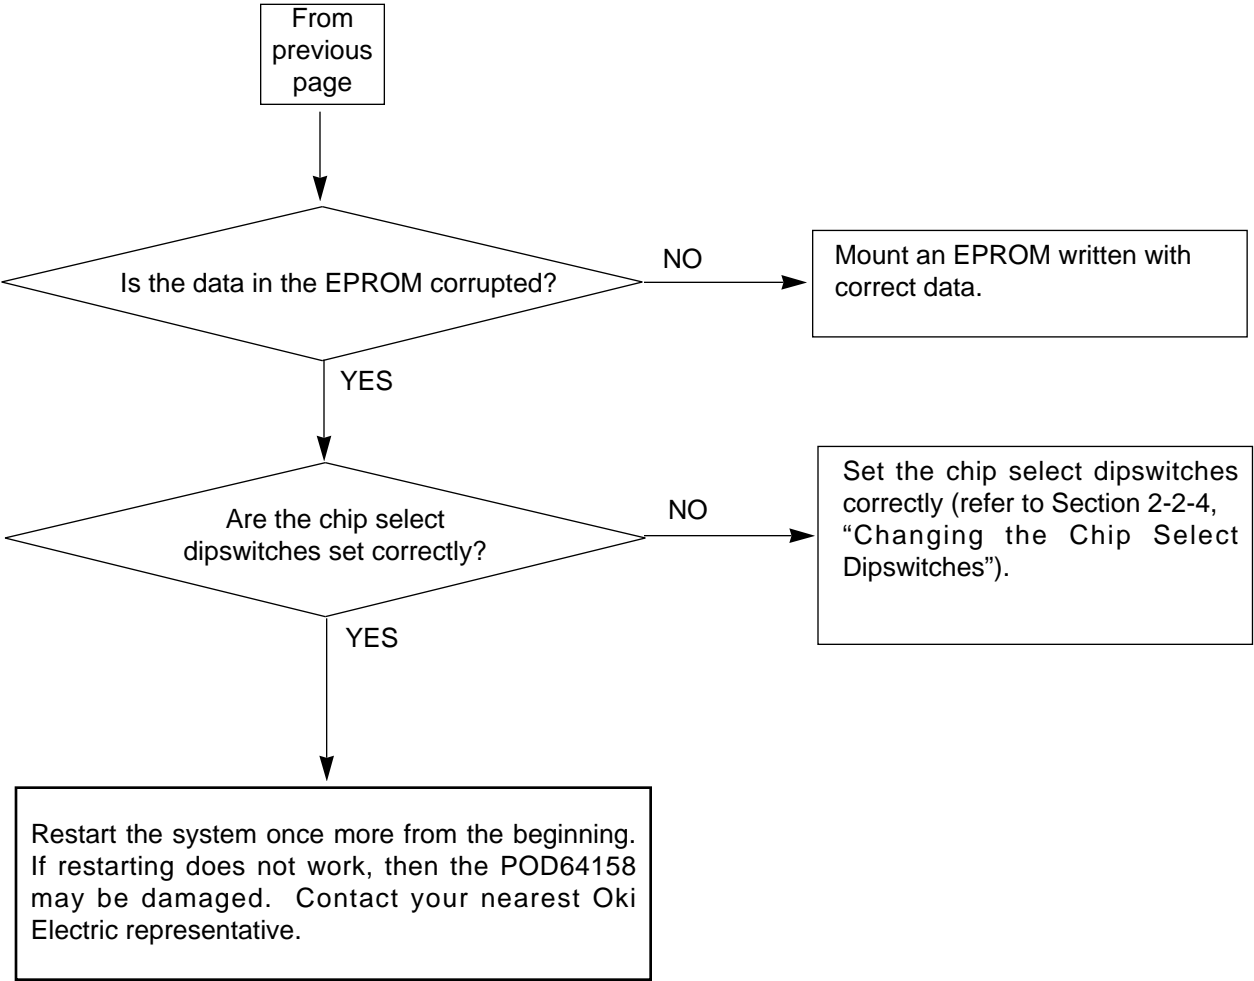 From
previous
page
Is the data in the EPROM corrupted?
NO
Mount an EPROM written with
correct data.
YES
Are the chip select
dipswitches set correctly?
NO
Set the chip select dipswitches
correctly (refer to Section 2-2-4,
“Changing the Chip Select
Dipswitches”).
YES
Restart the system once more from the beginning.
If restarting does not work, then the POD64158
may be damaged. Contact your nearest Oki
Electric representative.